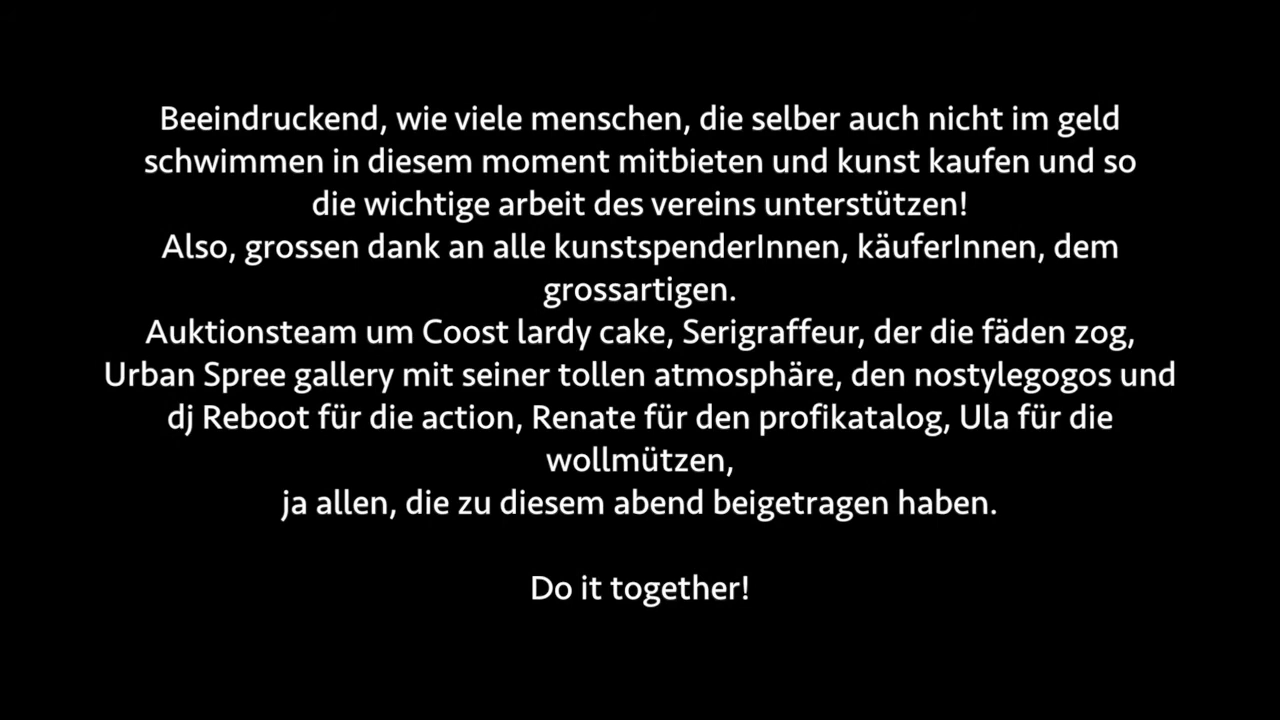 Beeindruckend, wie viele menschen, die selber auch nicht im geld
schwimmen in diesem moment mitbieten und kunst kaufen und so
die wichtige arbeit des vereins unterstützen!
Also, grossen dank an alle kunstspenderInnen, käuferInnen, dem
grossartigen.
Auktionsteam um Coost lardy cake, Serigraffeur, der die fäden zog,
Urban Spree gallery mit seiner tollen atmosphäre, den nostylegogos und
dj Reboot für die action, Renate für den profikatalog, Ula für die
wollmützen,
ja allen, die zu diesem abend beigetragen haben.
Do it together!